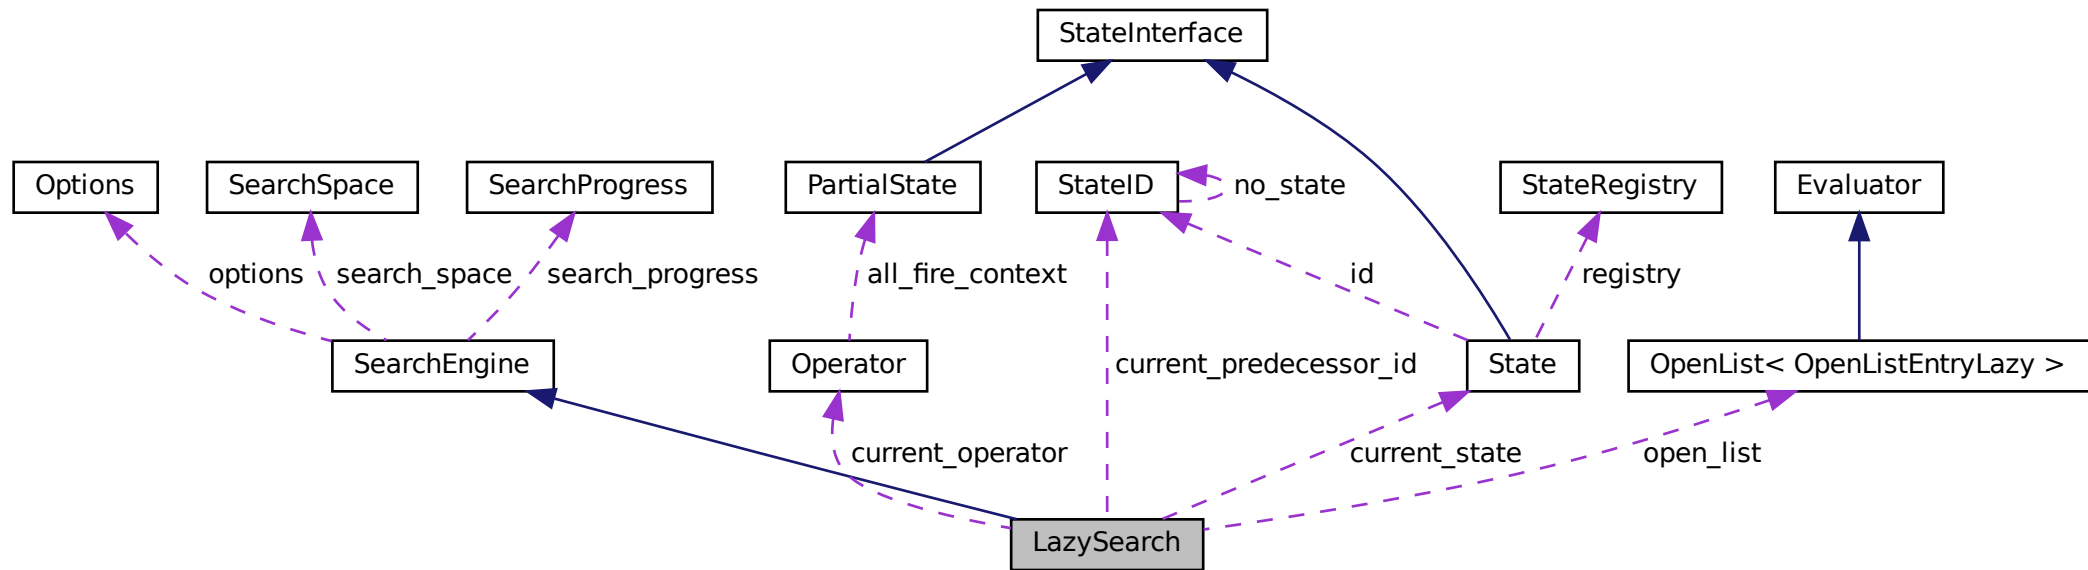 StateInterface
Options
SearchSpace
SearchProgress
PartialState
StateID
no_state
StateRegistry
Evaluator
options
search_space
search_progress
all_fire_context
id
registry
SearchEngine
Operator
current_predecessor_id
State
OpenList< OpenListEntryLazy >
current_operator
current_state
open_list
LazySearch